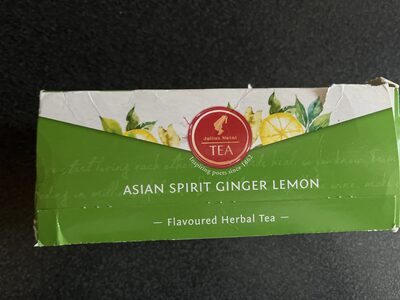 Julius Meinl
TEA
Inspiring poets since 1862
ASIAN SPIRIT GINGER LEMON
— Flavoured Herbal Tea —